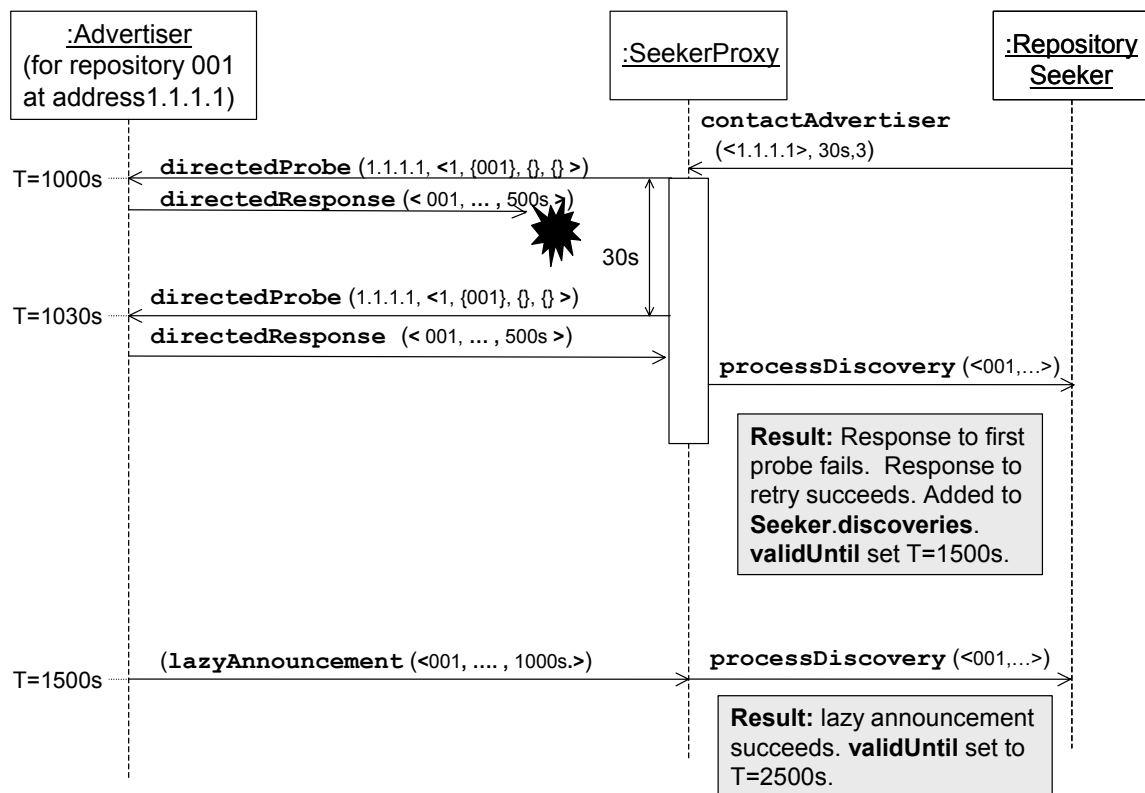 :Advertiser
(for repository 001
at address1.1.1.1)
:SeekerProxy
:Repository
Seeker
contactAdvertiser
(<1.1.1.1>, 30s,3)
directedProbe (1.1.1.1, <1, {001}, {}, {} >)
T=1000s
directedResponse (< 001, ... , 500s >)
30s
directedProbe (1.1.1.1, <1, {001}, {}, {} >)
T=1030s
directedResponse (< 001, ... , 500s >)
processDiscovery (<001,...>)
Result: Response to first
probe fails. Response to
retry succeeds. Added to
Seeker.discoveries.
validUntil set T=1500s.
(lazyAnnouncement (<001, .... , 1000s.>)
processDiscovery (<001,...>)
T=1500s
Result: lazy announcement
succeeds. validUntil set to
T=2500s.